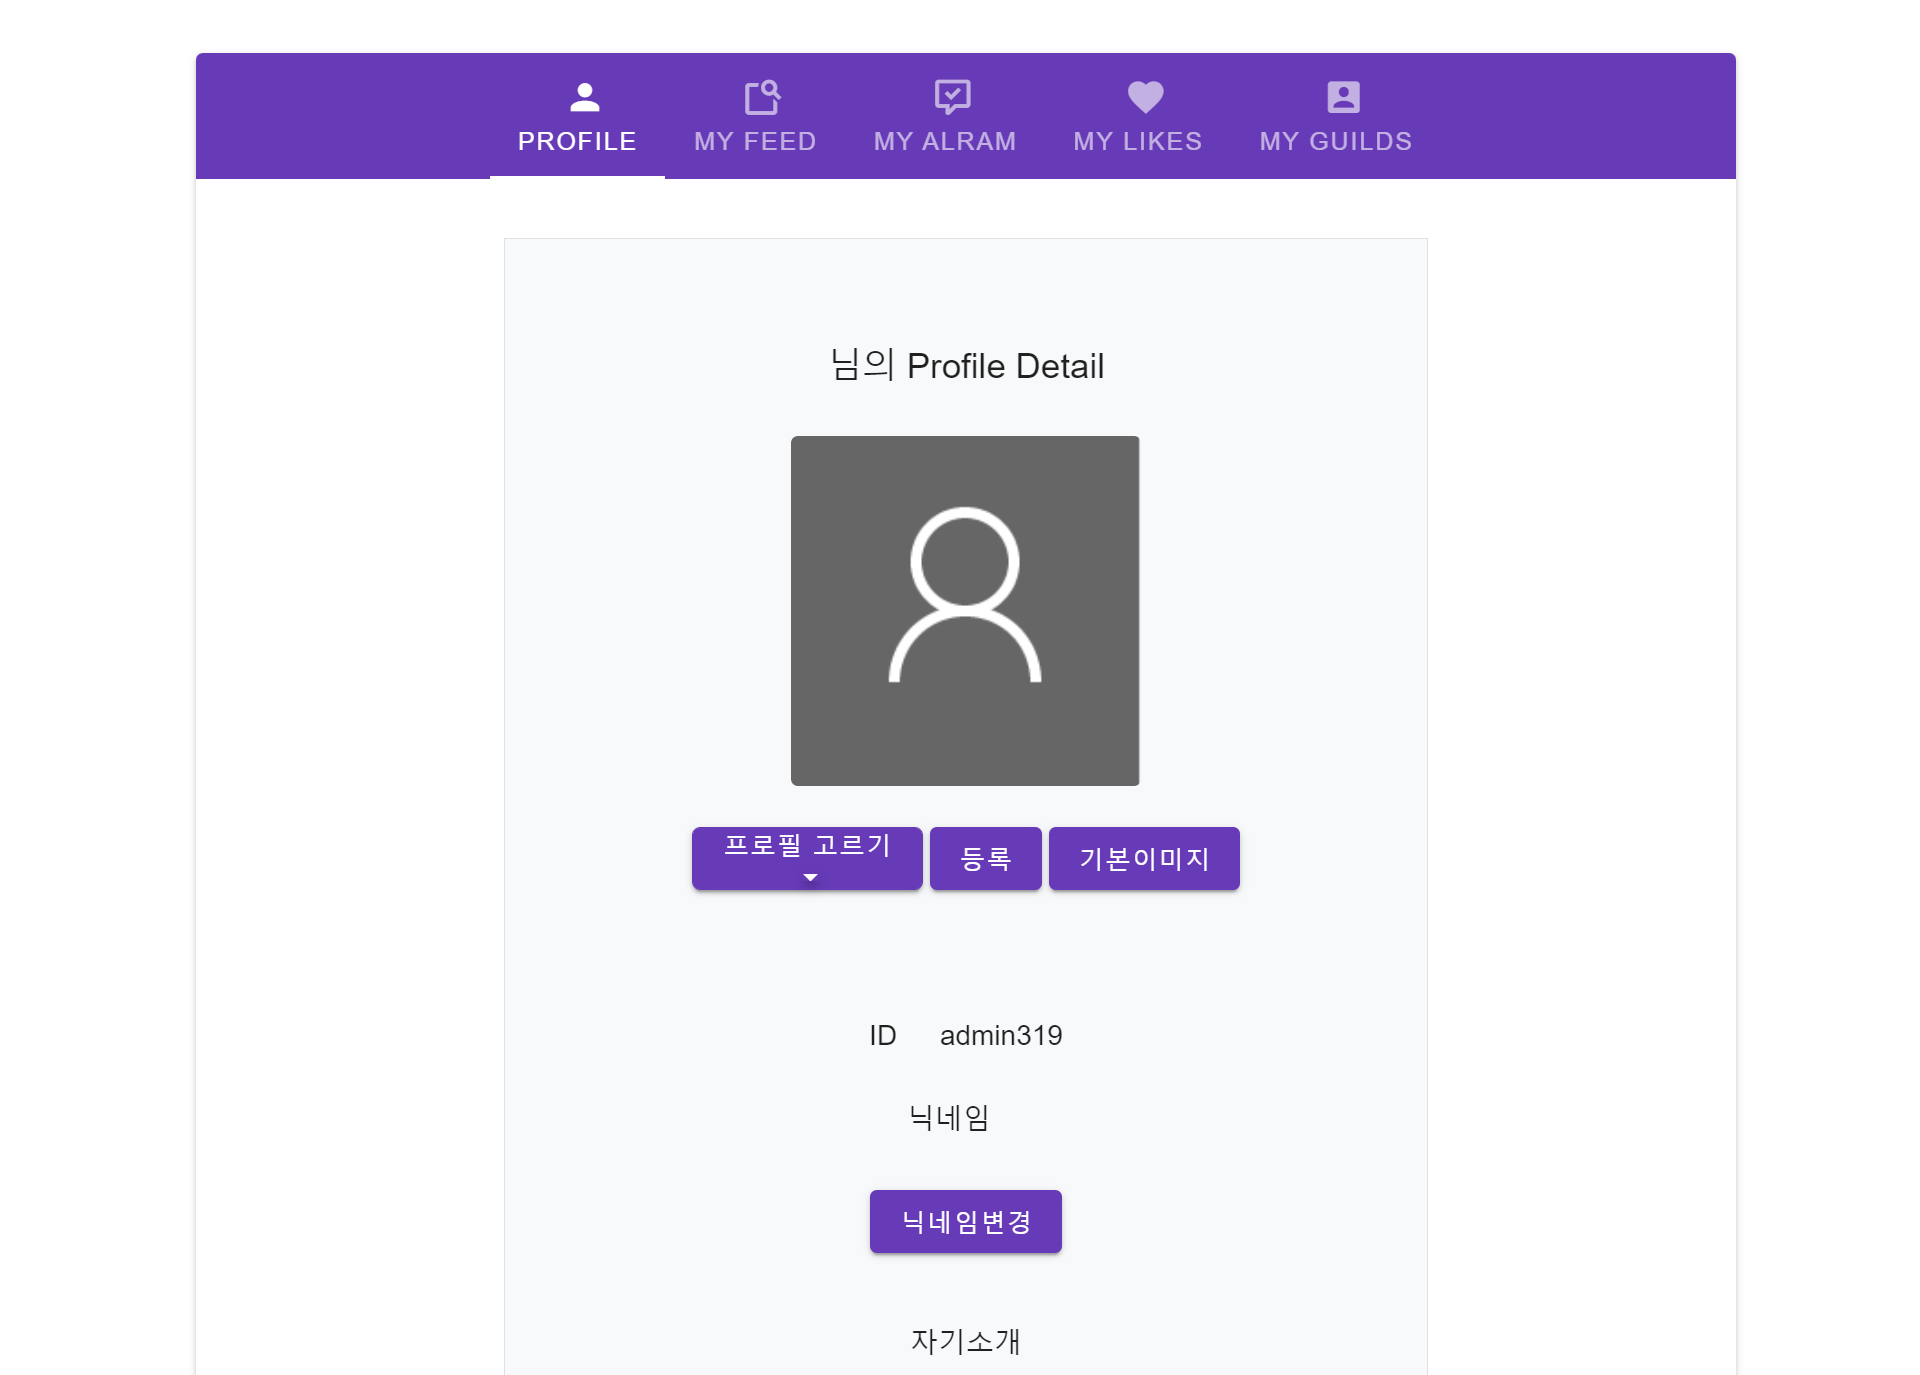 PROFILE MY FEED MY ALRAM MY LIKES MY GUILDS
님의 Profile Detail
프로필 고르기 등록 기본이미지
ID admin319
닉네임
닉네임변경
자기소개